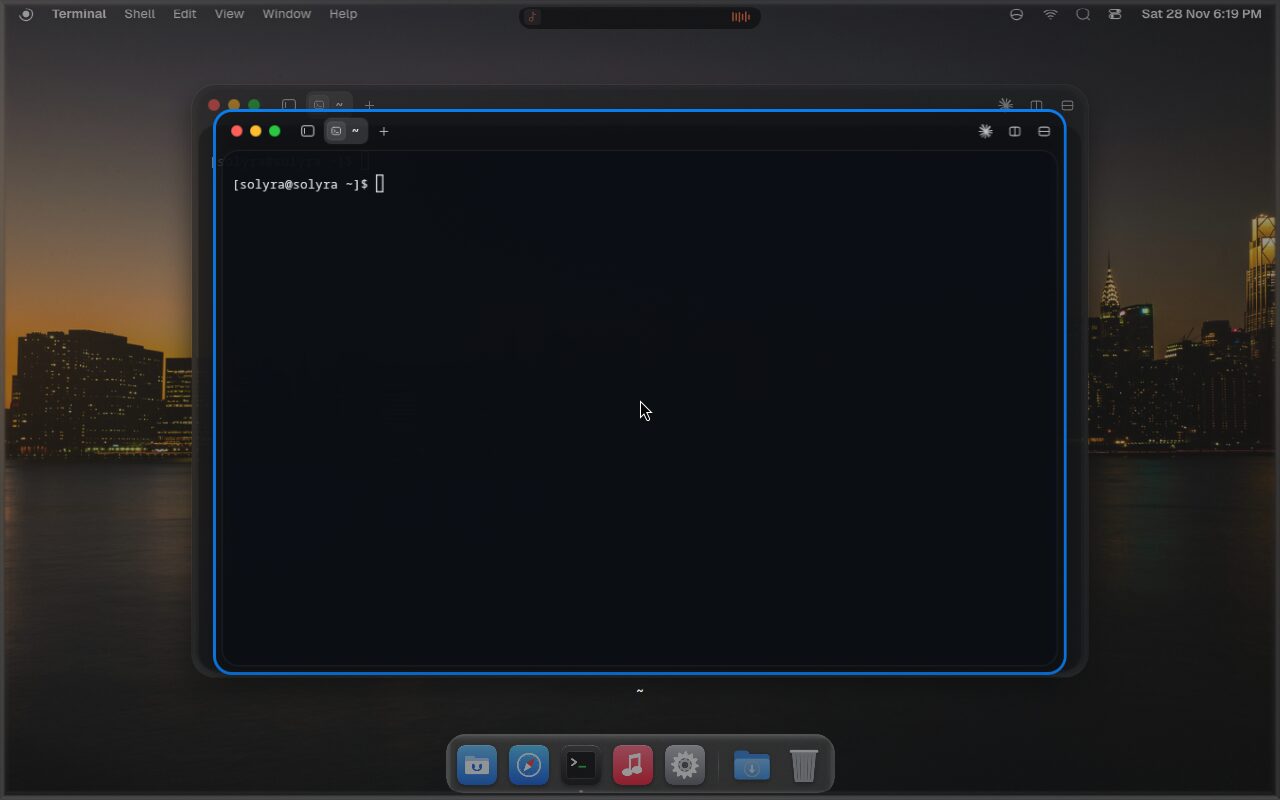 Terminal Shell Edit View Window Help
Sat 28 Nov 6:19 PM
~
~
[solyra@solyra ~]$
~
>_